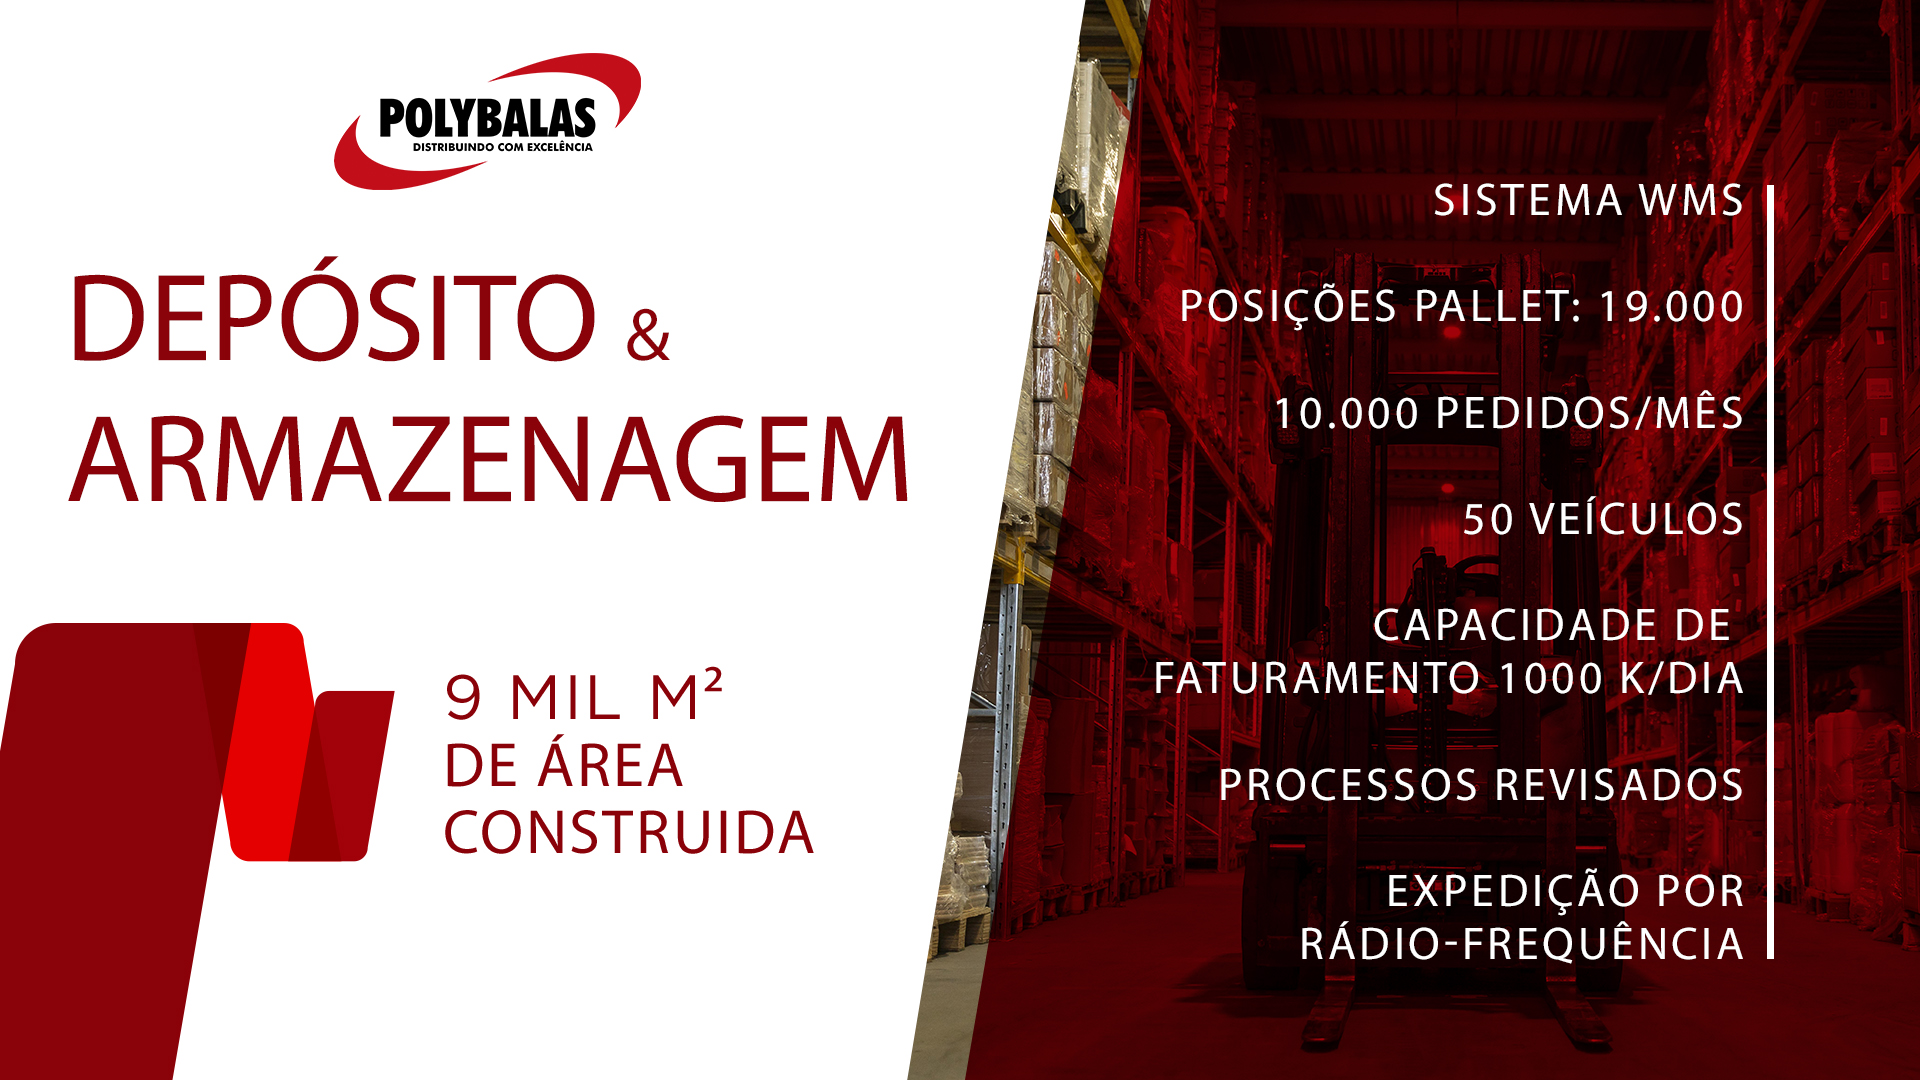 POLYBALAS
DISTRIBUINDO COM EXCELÊNCIA
DEPÓSITO &
ARMAZENAGEM
9 MIL M²
DE ÁREA
CONSTRUIDA
SISTEMA WMS
POSIÇÕES PALLET: 19.000
10.000 PEDIDOS/MÊS
50 VEÍCULOS
CAPACIDADE DE
FATURAMENTO 1000 K/DIA
PROCESSOS REVISADOS
EXPEDIÇÃO POR
RÁDIO-FREQUÊNCIA